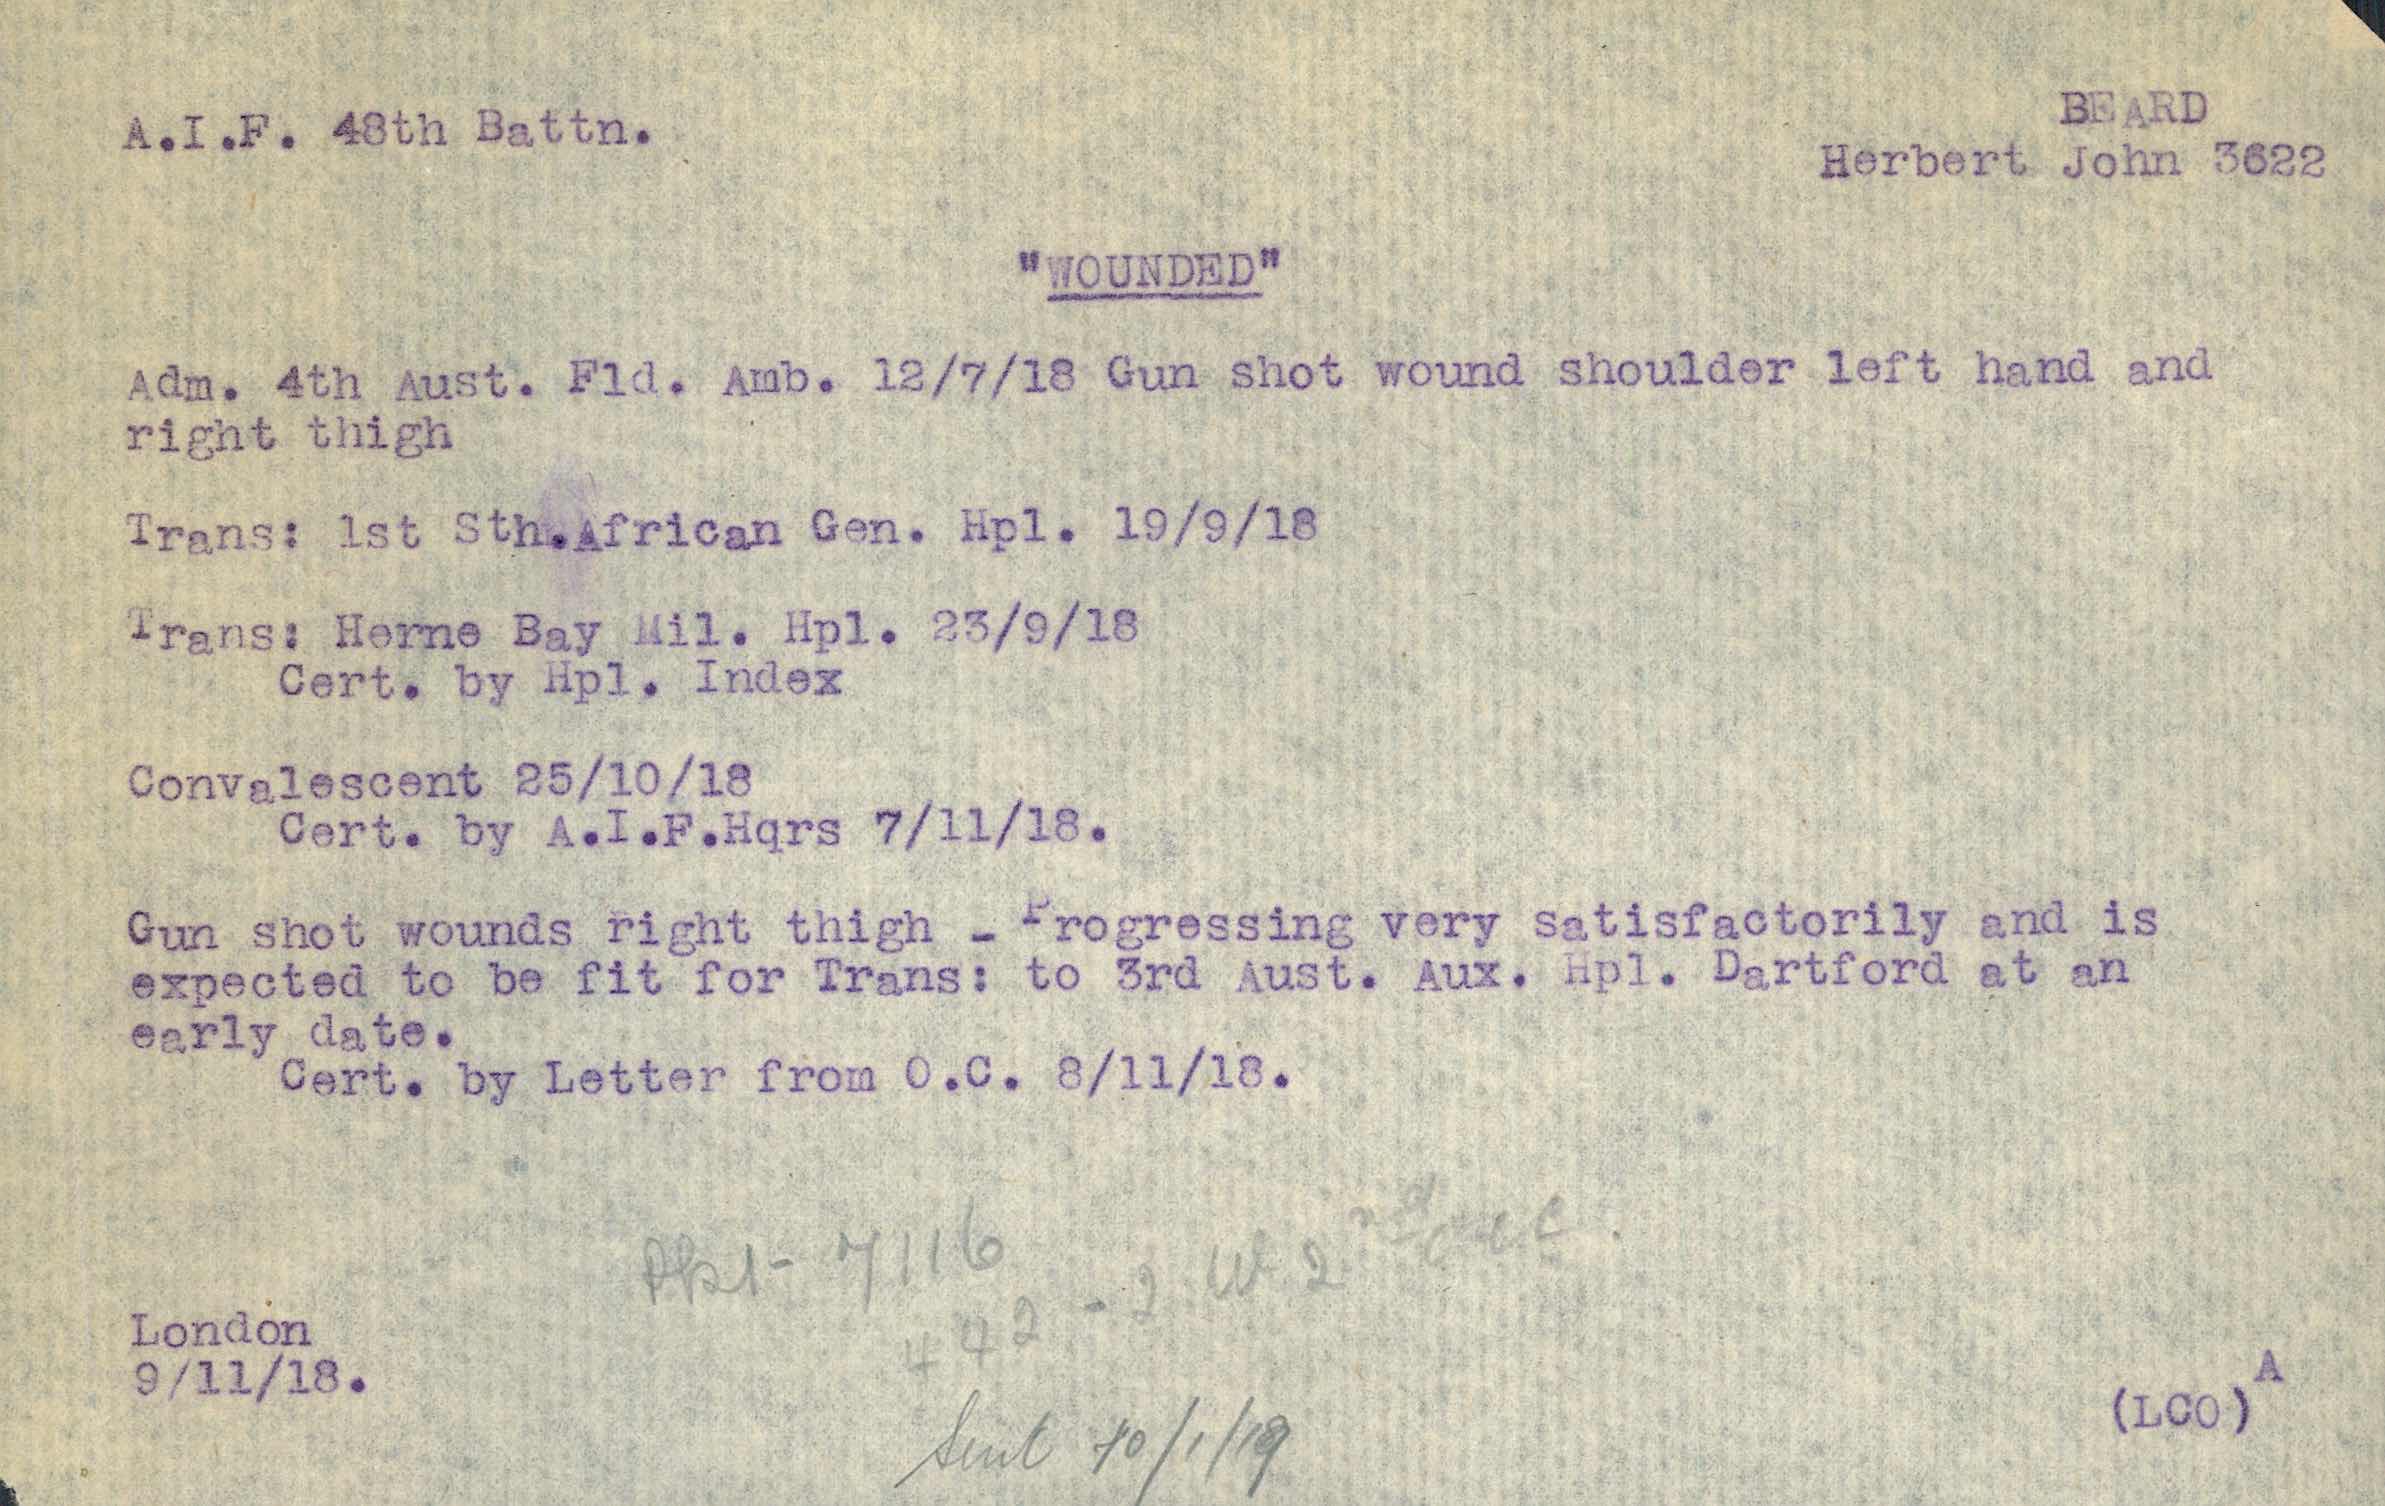 A.I.F. 48th Battn.
BEARD
Herbert John 3622
"WOUNDED"
Adm. 4th Aust. Fld. Amb. 12/7/18 Gun shot wound shoulder left hand and
right thigh
Trans: 1st Sth.African Gen. Hpl. 19/9/18
Trans: Herne Bay Mil. Hpl. 23/9/18
Cert. by Hpl. Index
Convalescent 25/10/18
Cert. by A.I.F.Hqrs 7/11/18.
Gun shot wounds right thigh - Progressing very satisfactorily and is
expected to be fit for Trans: to 3rd Aust. Aux. Hpl. Dartford at an
early date.
Cert. by Letter from O.C. 8/11/18.
7116
442 - 2 W 2nd
London
9/11/18.
(LCO) A
Sent 10/1/19